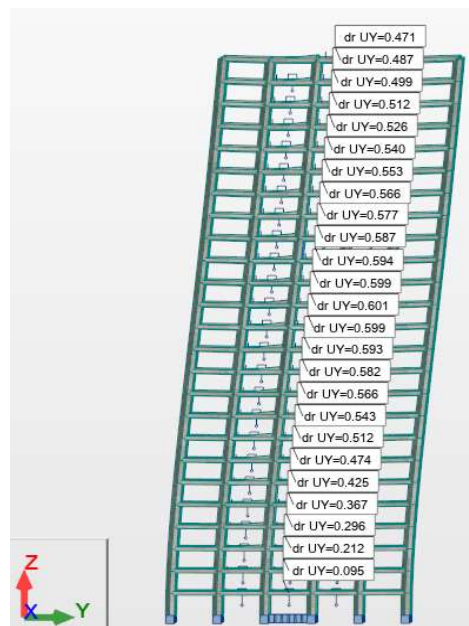 dr UY=0.471
dr UY=0.487
dr UY=0.499
dr UY=0.512
dr UY=0.526
dr UY=0.540
dr UY=0.553
dr UY=0.566
dr UY=0.577
dr UY=0.587
dr UY=0.594
dr UY=0.599
dr UY=0.601
dr UY=0.599
dr UY=0.593
dr UY=0.582
dr UY=0.566
dr UY=0.543
dr UY=0.512
dr UY=0.474
dr UY=0.425
dr UY=0.367
dr UY=0.296
dr UY=0.212
dr UY=0.095
Z
X Y